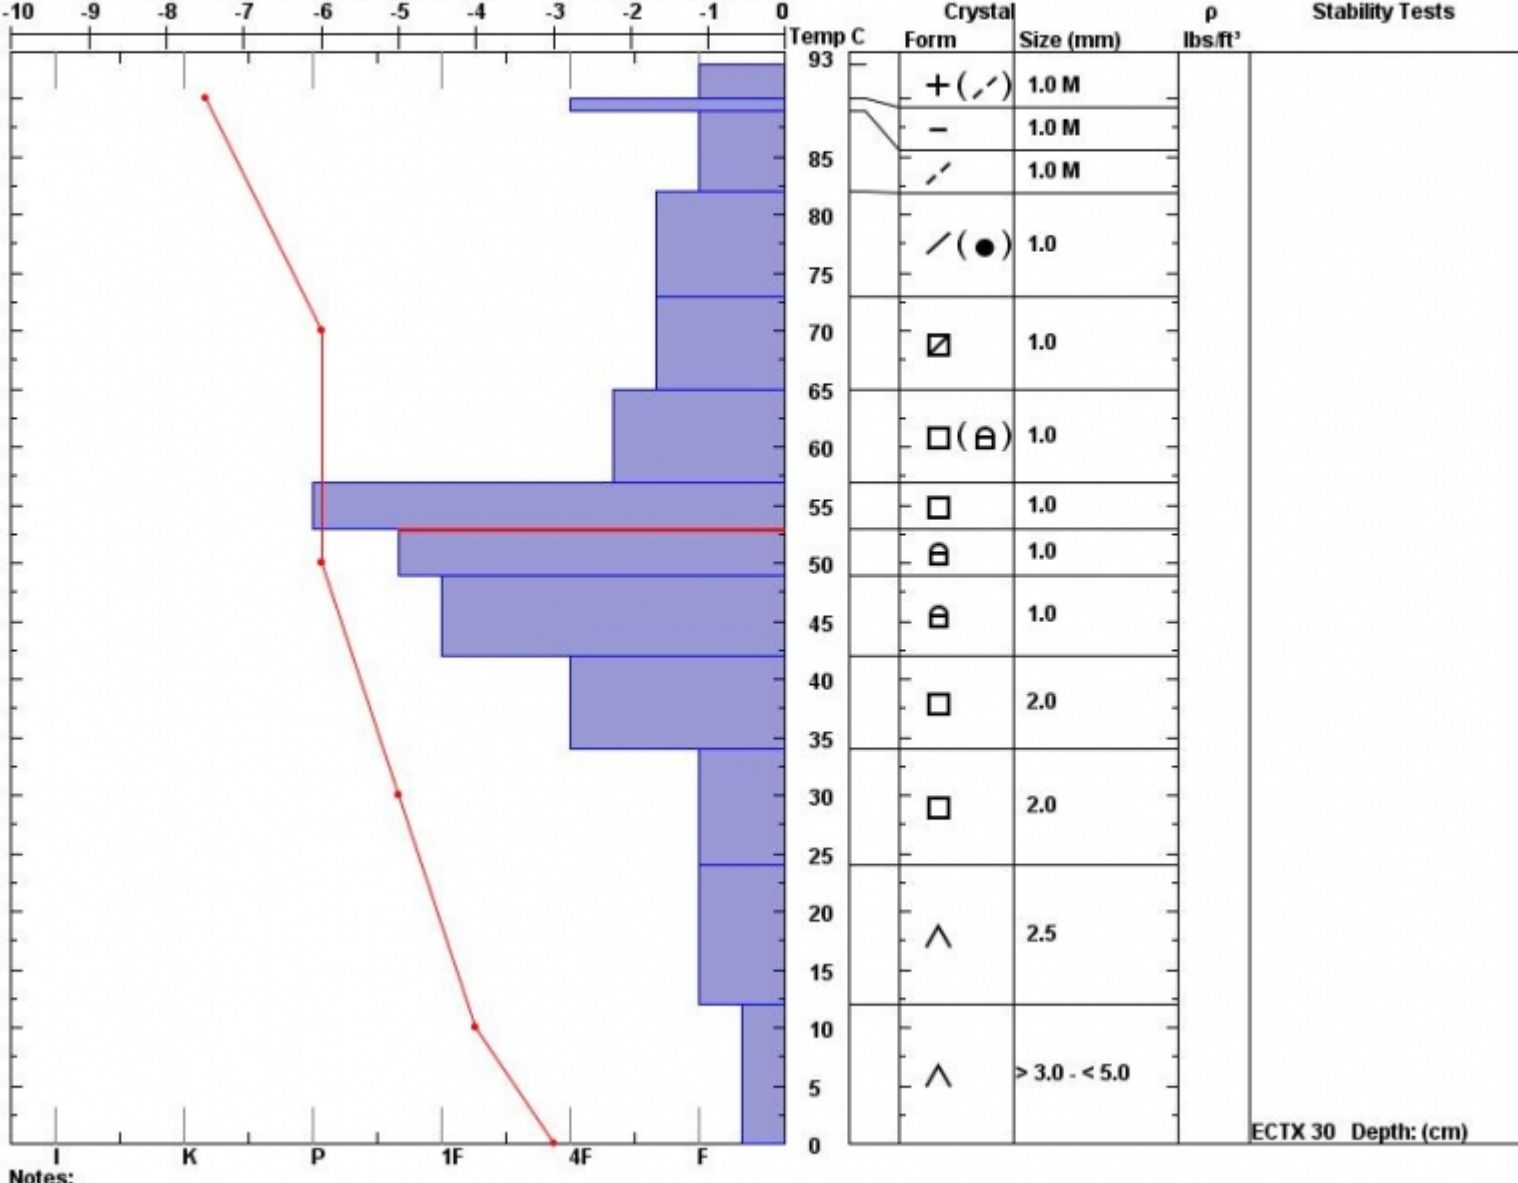 -10 -9 -8 -7 -6 -5 -4 -3 -2 -1 0 Crystal ρ Stability Tests
Temp C Form Size (mm) lbs/ft³
93
+ ( ) 1.0 M
- 1.0 M
85
1.0 M
80
/ ( ● ) 1.0
75
70
1.0
65
( ) 1.0
60
55 1.0
1.0
50
1.0
45
40
2.0
35
30 2.0
25
20
2.5
15
10
> 3.0 - < 5.0
5
ECTX 30 Depth: (cm)
0
I K P 1F 4F F
Notes: